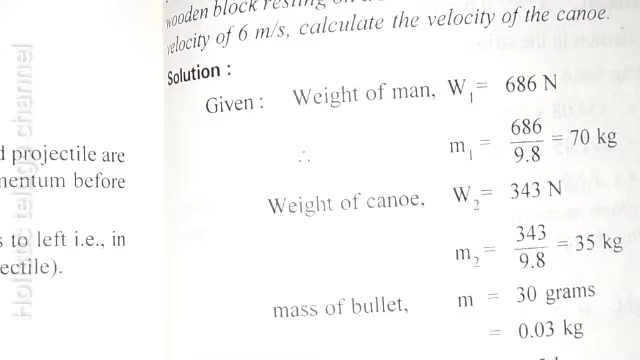 d projectile are
mentum before
s to left i.e., in
ectile).
wooden block resting on a
velocity of 6 m/s, calculate the velocity of the canoe.
Solution :
Given : Weight of man, W₁ = 686 N
∴ m₁ = 686/9.8 = 70 kg
Weight of canoe, W₂ = 343 N
m₂ = 343/9.8 = 35 kg
mass of bullet, m = 30 grams
= 0.03 kg
channel